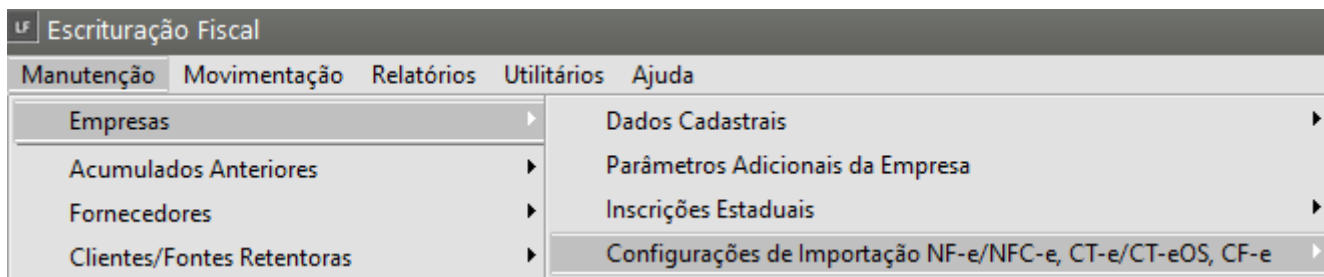 LF Escrituração Fiscal
Manutenção Movimentação Relatórios Utilitários Ajuda
Empresas
Acumulados Anteriores
Fornecedores
Clientes/Fontes Retentoras
Dados Cadastrais
Parâmetros Adicionais da Empresa
Inscrições Estaduais
Configurações de Importação NF-e/NFC-e, CT-e/CT-eOS, CF-e